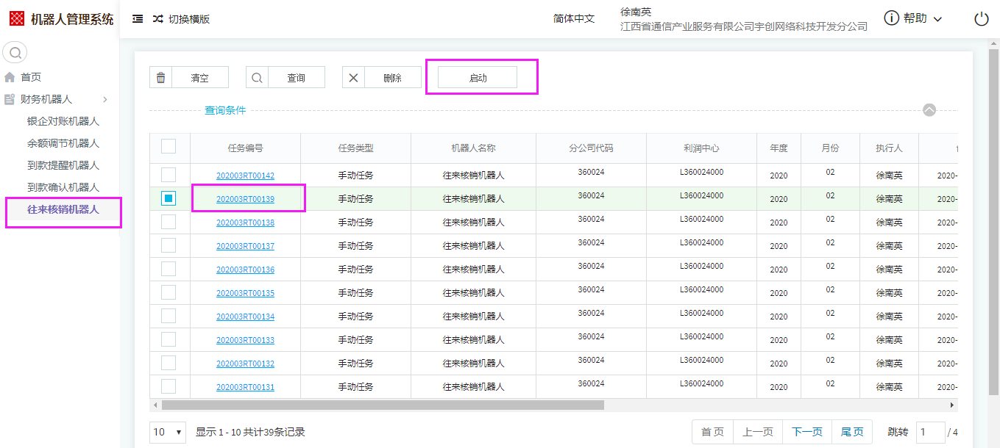 机器人管理系统
切换横版
简体中文
徐南英
江西省通信产业服务有限公司宇创网络科技开发分公司
帮助
首页
财务机器人
银企对账机器人
余额调节机器人
到款提醒机器人
到款确认机器人
往来核销机器人
清空 查询 删除 启动
查询条件
任务编号 任务类型 机器人名称 分公司代码 利润中心 年度 月份 执行人
202003RT00142 手动任务 往来核销机器人 360024 L360024000 2020 02 徐南英 2020-
202003RT00139 手动任务 往来核销机器人 360024 L360024000 2020 02 徐南英 2020-
202003RT00138 手动任务 往来核销机器人 360024 L360024000 2020 02 徐南英 2020-
202003RT00137 手动任务 往来核销机器人 360024 L360024000 2020 02 徐南英 2020-
202003RT00136 手动任务 往来核销机器人 360024 L360024000 2020 02 徐南英 2020-
202003RT00135 手动任务 往来核销机器人 360024 L360024000 2020 02 徐南英 2020-
202003RT00134 手动任务 往来核销机器人 360024 L360024000 2020 02 徐南英 2020-
202003RT00133 手动任务 往来核销机器人 360024 L360024000 2020 02 徐南英 2020-
202003RT00132 手动任务 往来核销机器人 360024 L360024000 2020 02 徐南英 2020-
202003RT00131 手动任务 往来核销机器人 360024 L360024000 2020 02 徐南英 2020-
10 显示 1 - 10 共计39条记录 首页 上一页 下一页 尾页 跳转 1 / 4